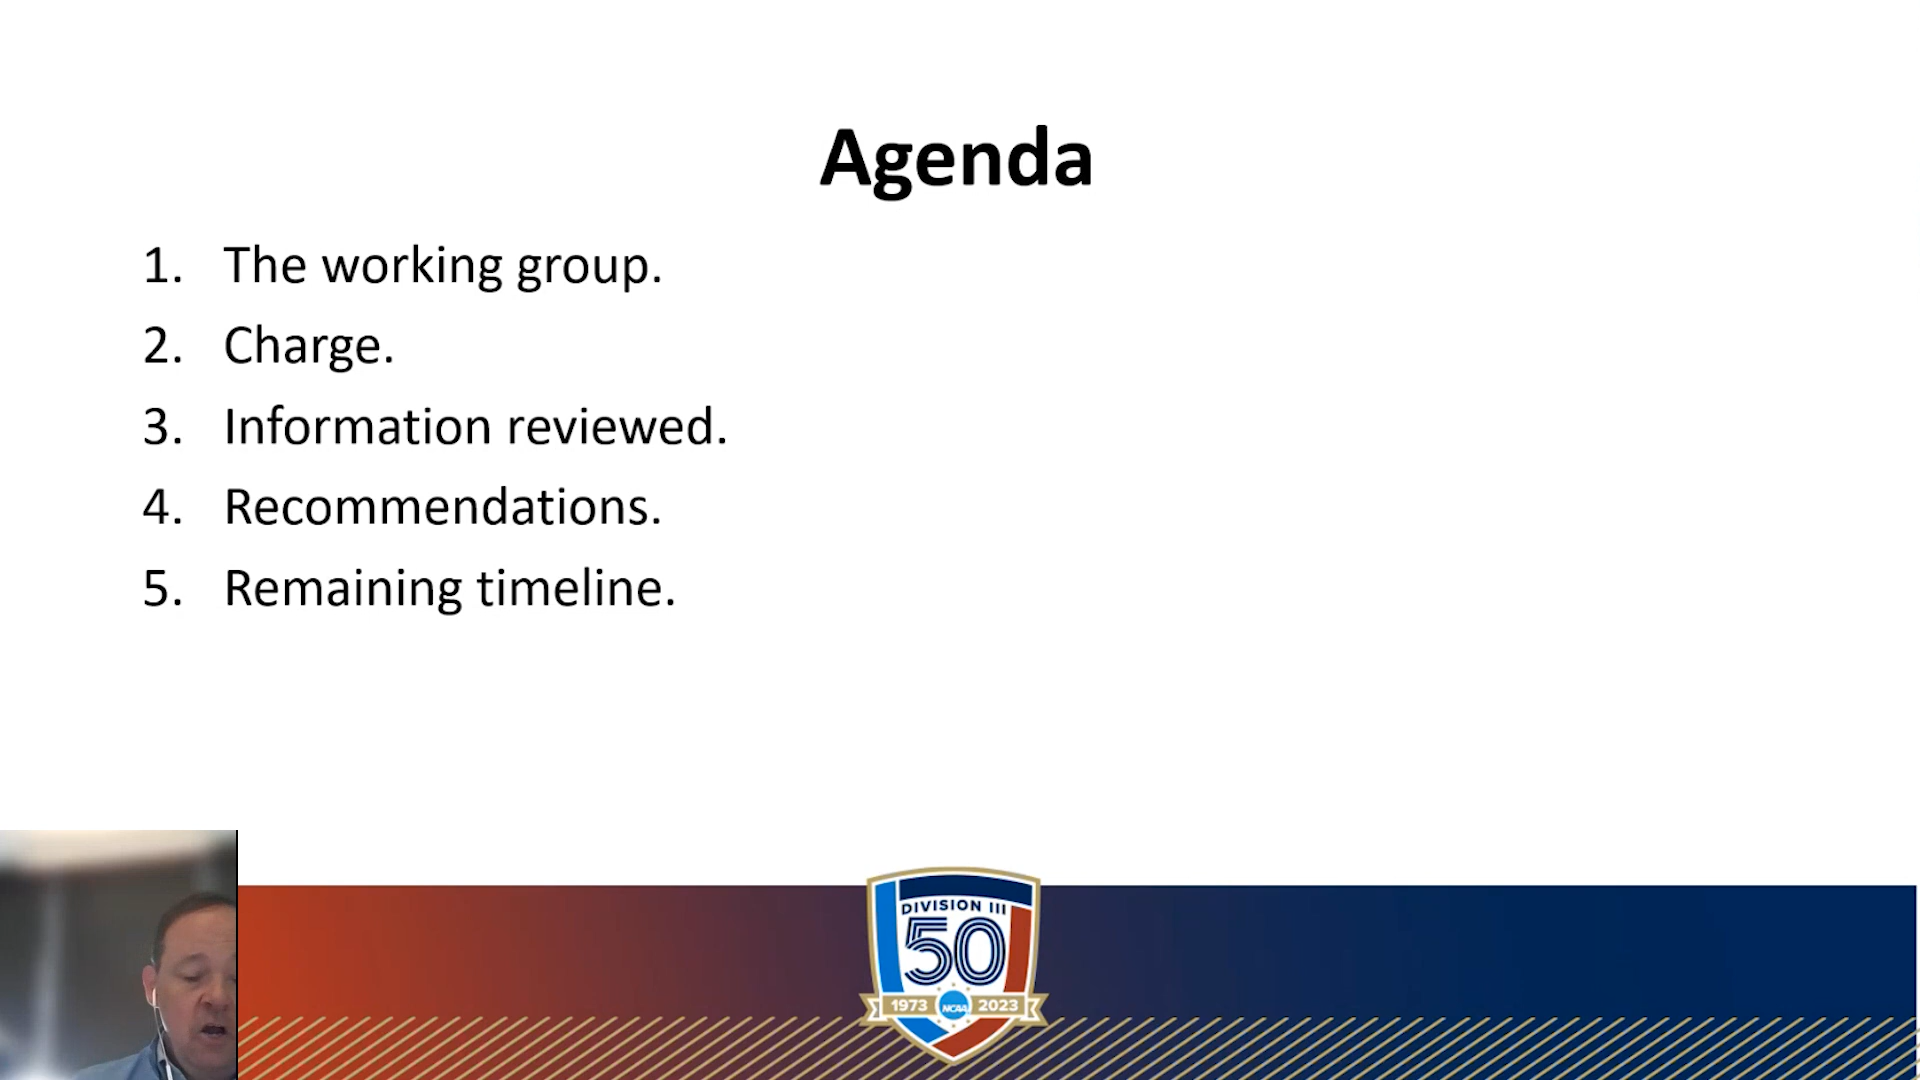 Agenda
1. The working group.
2. Charge.
3. Information reviewed.
4. Recommendations.
5. Remaining timeline.
DIVISION III
50
1973 NCAA 2023